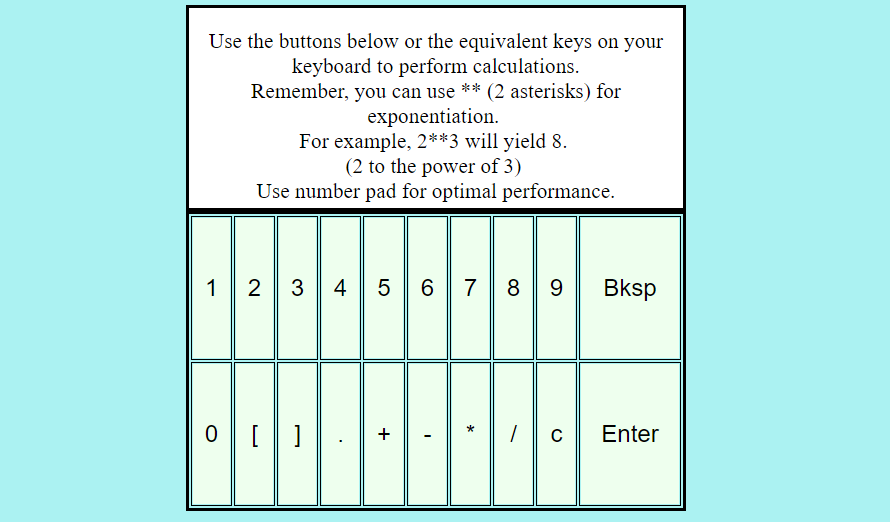 Use the buttons below or the equivalent keys on your
keyboard to perform calculations.
Remember, you can use ** (2 asterisks) for
exponentiation.
For example, 2**3 will yield 8.
(2 to the power of 3)
Use number pad for optimal performance.
1 2 3 4 5 6 7 8 9 Bksp
0 [ ] . + - * / c Enter